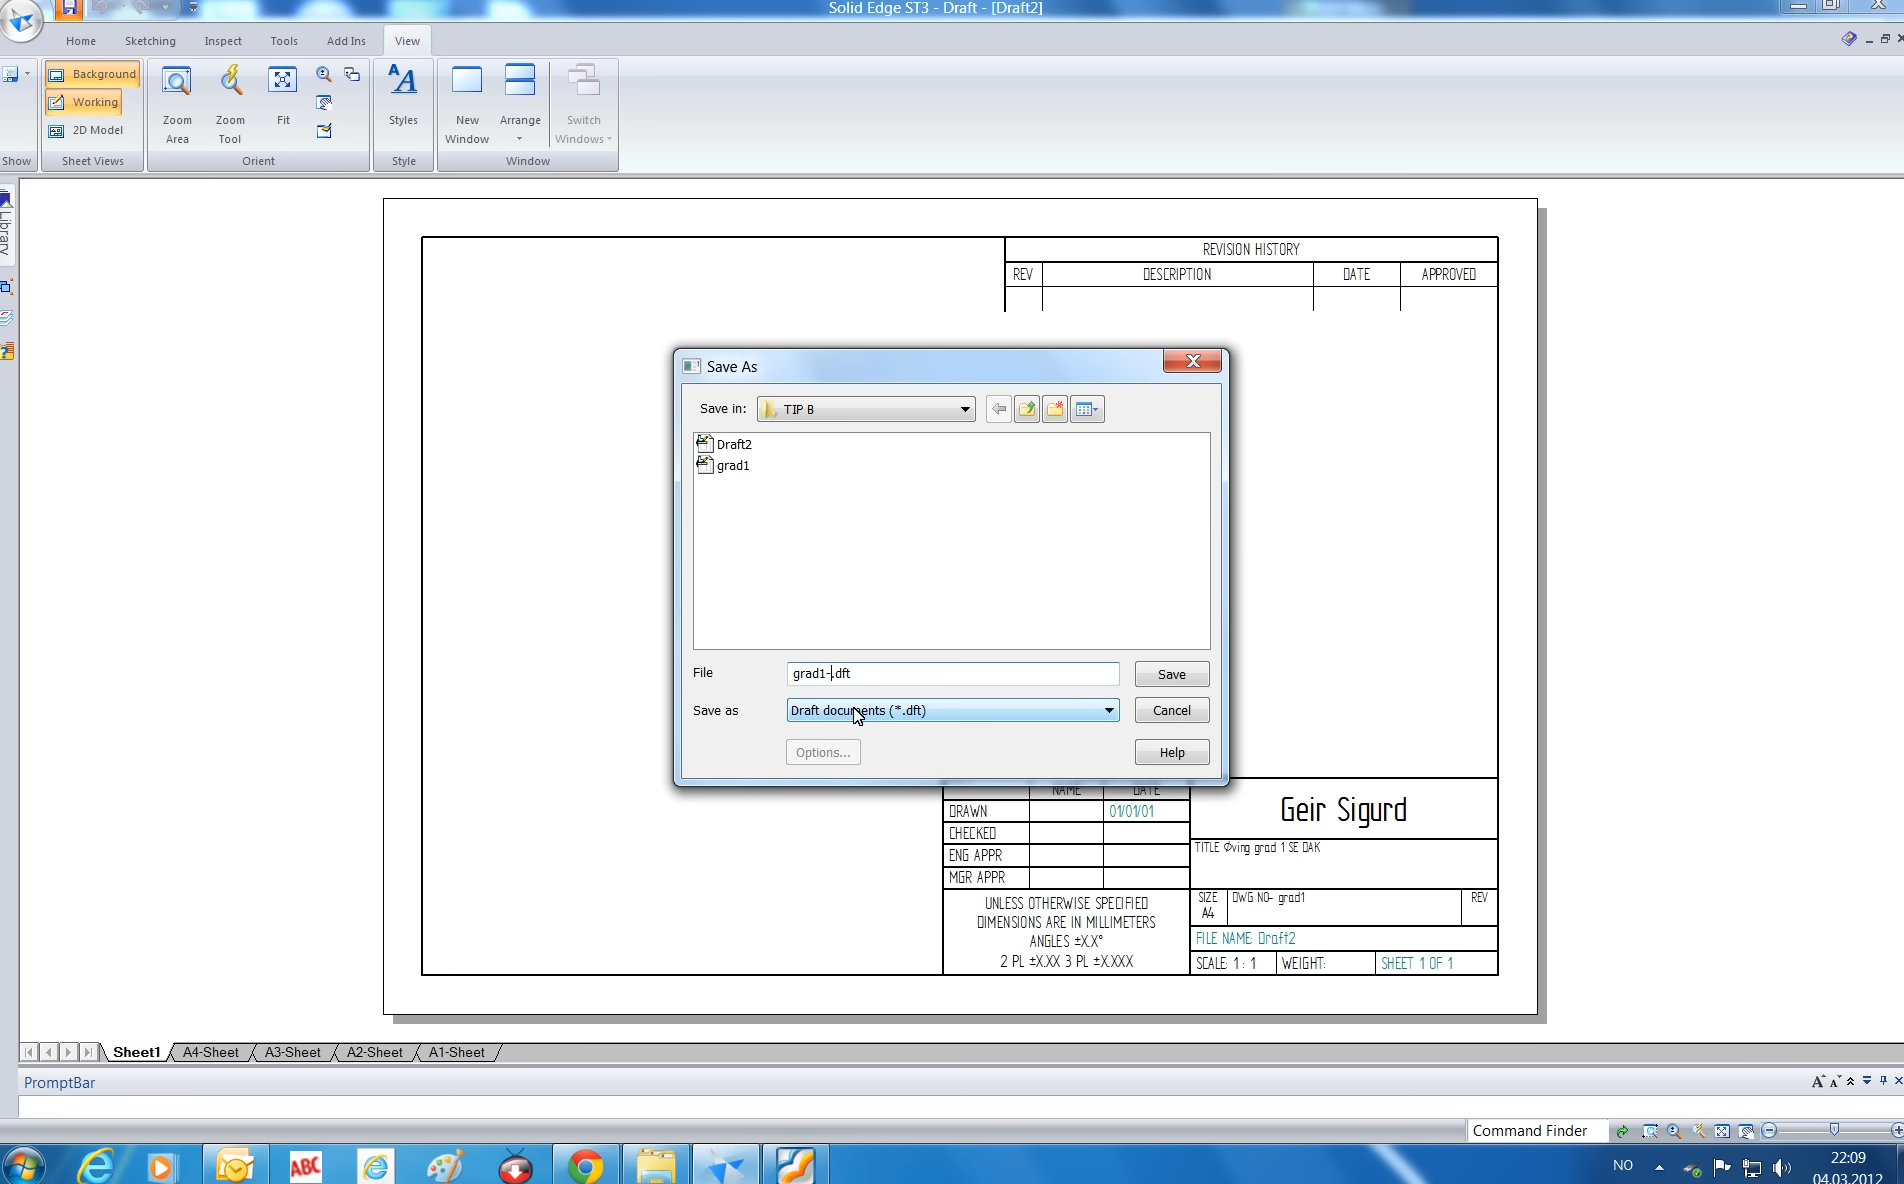 Solid Edge ST3 - Draft - [Draft2]
Home Sketching Inspect Tools Add Ins View
Background
Working
2D Model
Zoom Area
Zoom Tool
Fit
Styles
New Window
Arrange
Switch Windows
Show Sheet Views Orient Style Window
Library
REVISION HISTORY
REV DESCRIPTION DATE APPROVED
Save As
Save in: TIP B
Draft2
grad1
File grad1-.dft Save
Save as Draft documents (*.dft) Cancel
Options... Help
NAME DATE
DRAWN 01/01/01
CHECKED
ENG APPR
MGR APPR
Geir Sigurd
TITLE Øving grad 1 SE DAK
UNLESS OTHERWISE SPECIFIED
DIMENSIONS ARE IN MILLIMETERS
ANGLES ±X.X°
2 PL ±X.XX 3 PL ±X.XXX
SIZE A4
DWG NO- grad1
REV
FILE NAME: Draft2
SCALE: 1 : 1 WEIGHT: SHEET 1 OF 1
Sheet1 A4-Sheet A3-Sheet A2-Sheet A1-Sheet
PromptBar
Command Finder
ABC
NO
22:09
04.03.2012